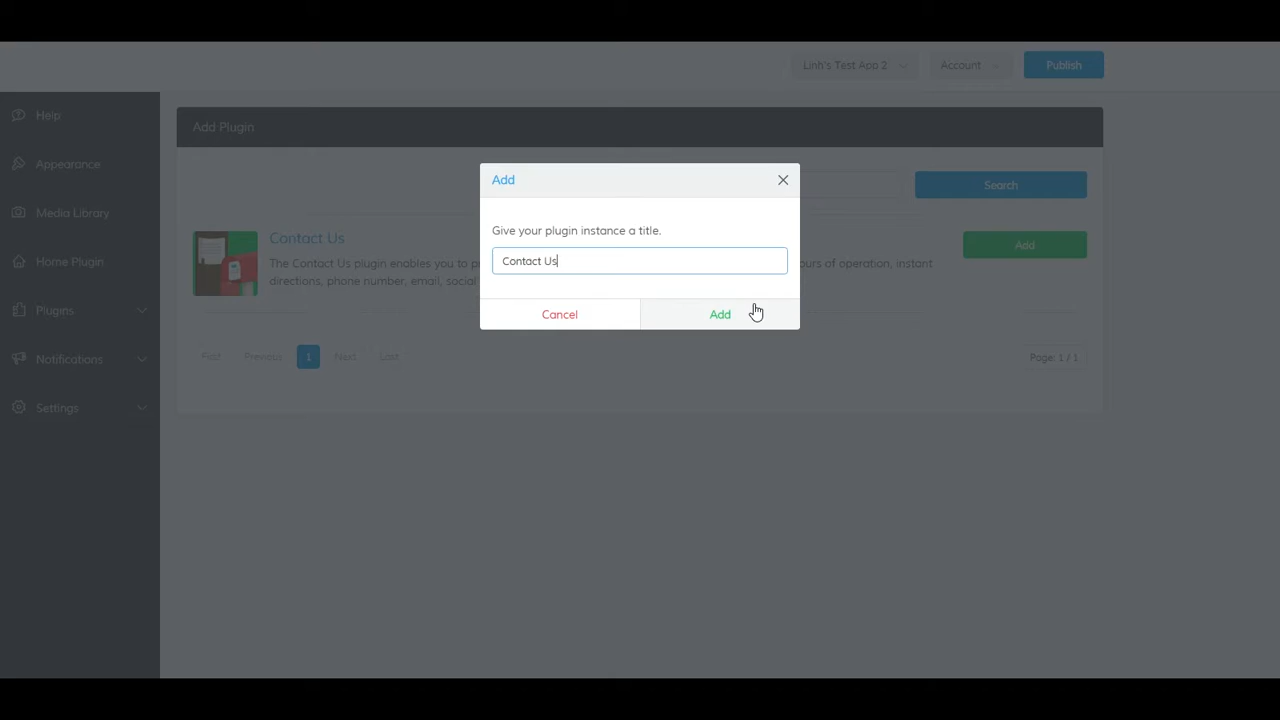 Linh's Test App 2
Account
Publish
Help
Appearance
Media Library
Home Plugin
Plugins
Notifications
Settings
Add Plugin
Search
Contact Us
The Contact Us plugin enables you to p
ours of operation, instant
directions, phone number, email, social
Add
First
Previous
1
Next
Last
Page: 1 / 1
Add
Give your plugin instance a title.
Contact Us
Cancel
Add